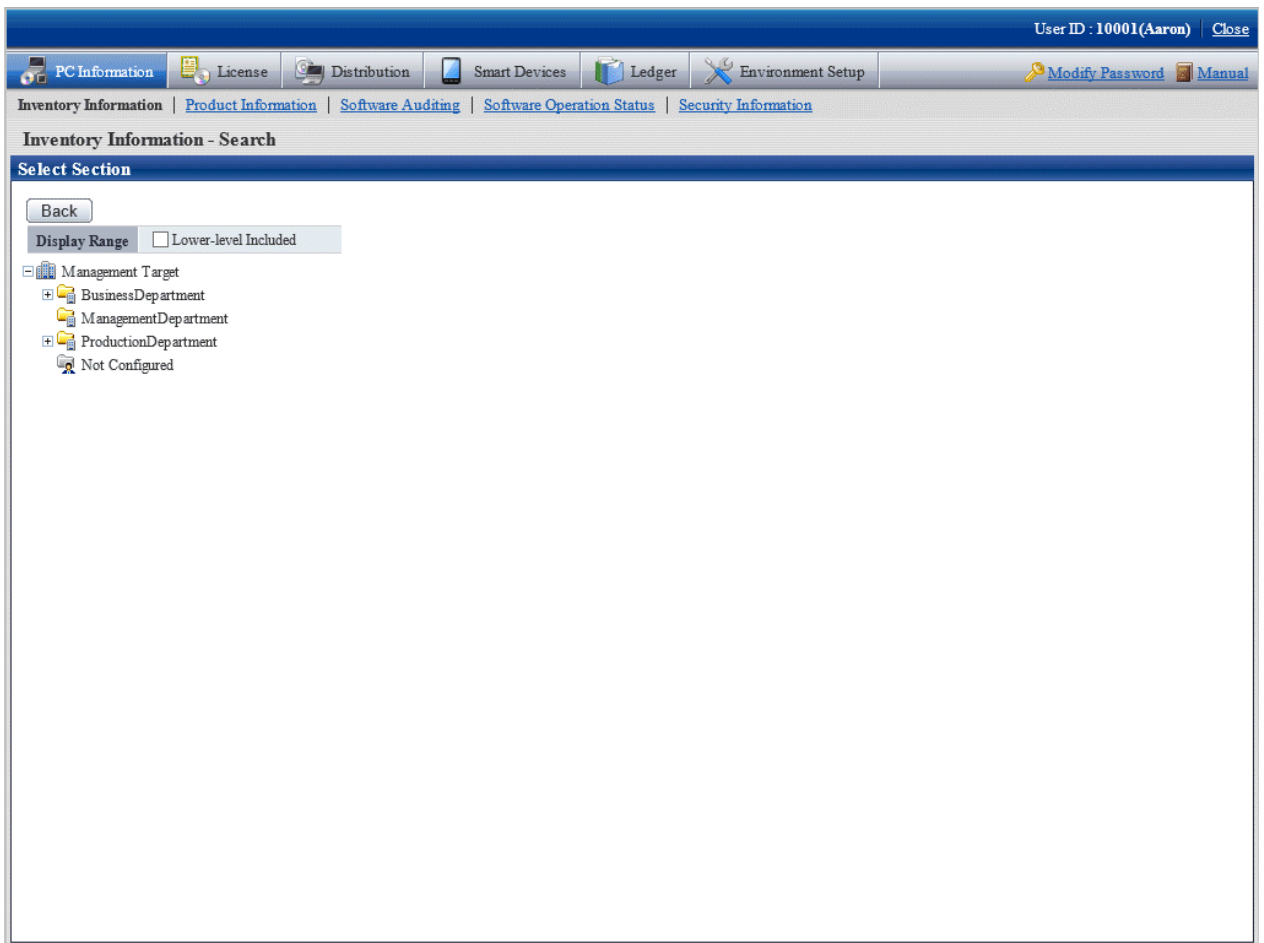 User ID : 10001(Aaron) Close
PC Information License Distribution Smart Devices Ledger Environment Setup Modify Password Manual
Inventory Information | Product Information | Software Auditing | Software Operation Status | Security Information
Inventory Information - Search
Select Section
Back
Display Range Lower-level Included
Management Target
BusinessDepartment
ManagementDepartment
ProductionDepartment
Not Configured